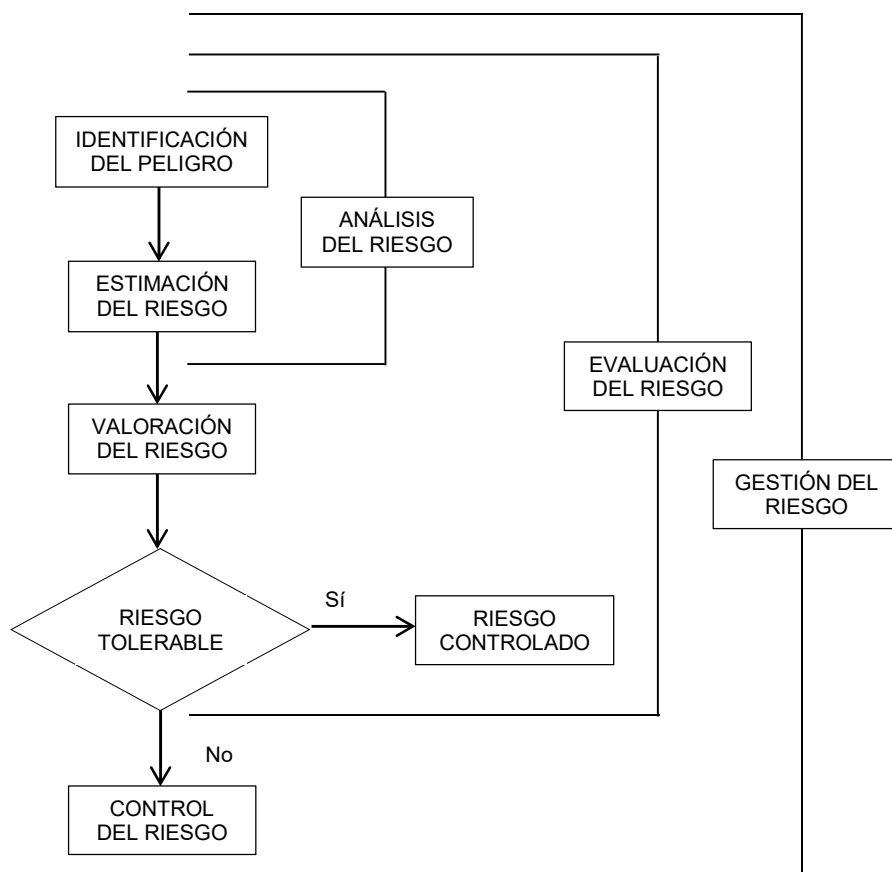 IDENTIFICACIÓN
DEL PELIGRO
ANÁLISIS
DEL RIESGO
ESTIMACIÓN
DEL RIESGO
EVALUACIÓN
DEL RIESGO
VALORACIÓN
DEL RIESGO
GESTIÓN DEL
RIESGO
RIESGO
TOLERABLE
Sí
RIESGO
CONTROLADO
No
CONTROL
DEL RIESGO